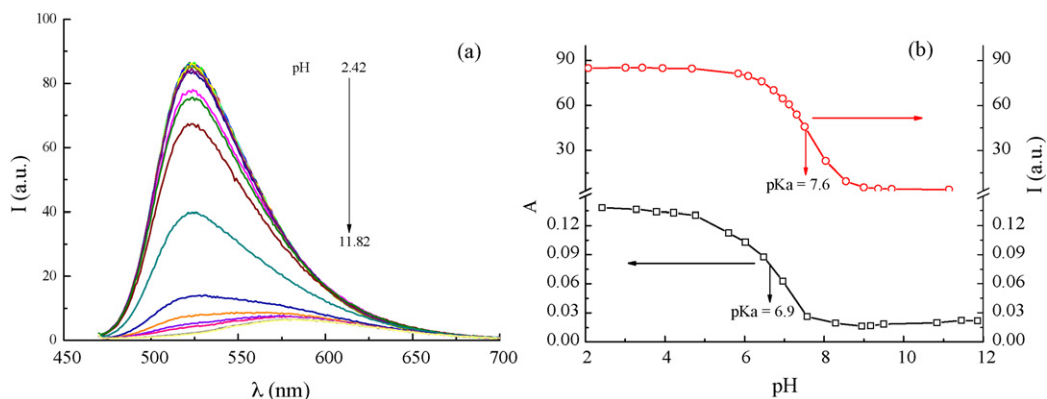 (a)
pH 2.42
11.82
I (a.u.)
100
80
60
40
20
0
450 500 550 600 650 700
λ (nm)
(b)
90
60
30
90
60
30
pKa = 7.6
A
I (a.u.)
0.12
0.09
0.06
0.03
0.00
0.12
0.09
0.06
0.03
0.00
pKa = 6.9
2 4 6 8 10 12
pH